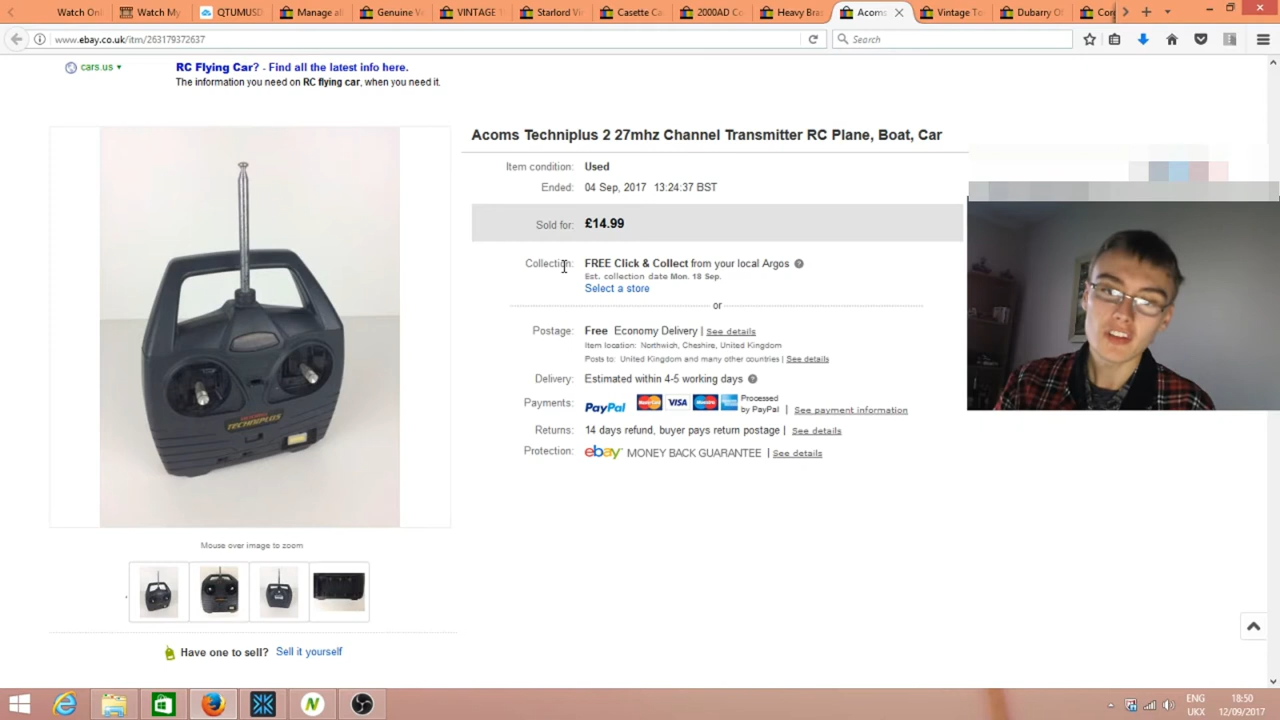 Watch Onl
Watch My
QTUMUSD
Manage all
Genuine V
VINTAGE
Starlord Vi
Casette Ca
2000AD Co
Heavy Bras
Acoms
Vintage To
Dubarry Ol
Con
www.ebay.co.uk/itm/263179372637
Search
cars.us
RC Flying Car? - Find all the latest info here.
The information you need on RC flying car, when you need it.
Acoms Techniplus 2 27mhz Channel Transmitter RC Plane, Boat, Car
Item condition: Used
Ended: 04 Sep, 2017 13:24:37 BST
Sold for: £14.99
Collection: FREE Click & Collect from your local Argos
Est. collection date Mon. 18 Sep.
Select a store
or
Postage: Free Economy Delivery | See details
Item location: Northwich, Cheshire, United Kingdom
Posts to: United Kingdom and many other countries | See details
Delivery: Estimated within 4-5 working days
Payments: PayPal MasterCard VISA Maestro Processed by PayPal | See payment information
Returns: 14 days refund, buyer pays return postage | See details
Protection: ebay MONEY BACK GUARANTEE | See details
TECHNIPLUS
Mouse over image to zoom
Have one to sell? Sell it yourself
ENG
UKX
18:50
12/09/2017